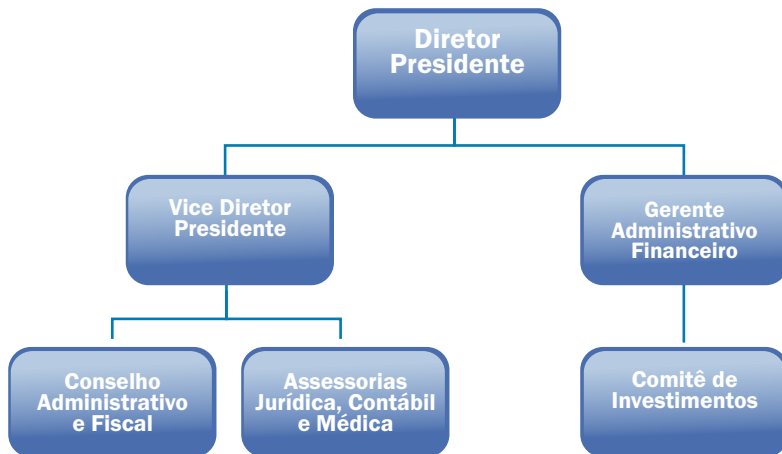 Diretor
Presidente
Vice Diretor
Presidente
Gerente
Administrativo
Financeiro
Conselho
Administrativo
e Fiscal
Assessorias
Jurídica, Contábil
e Médica
Comitê de
Investimentos